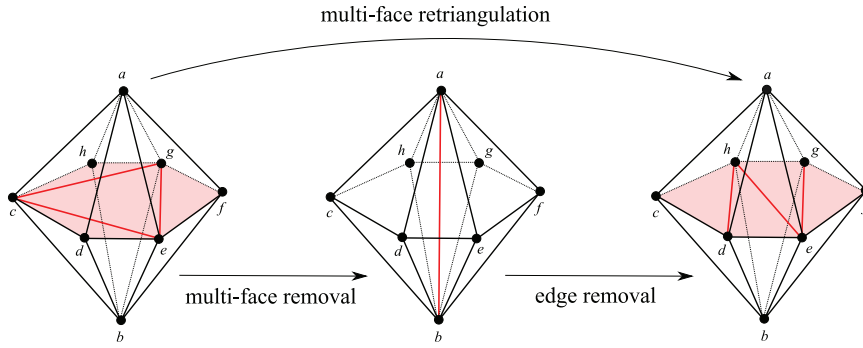 multi-face retriangulation
a
a
a
h
g
h
g
h
g
c
f
c
f
c
d
e
d
e
d
e
multi-face removal
edge removal
b
b
b